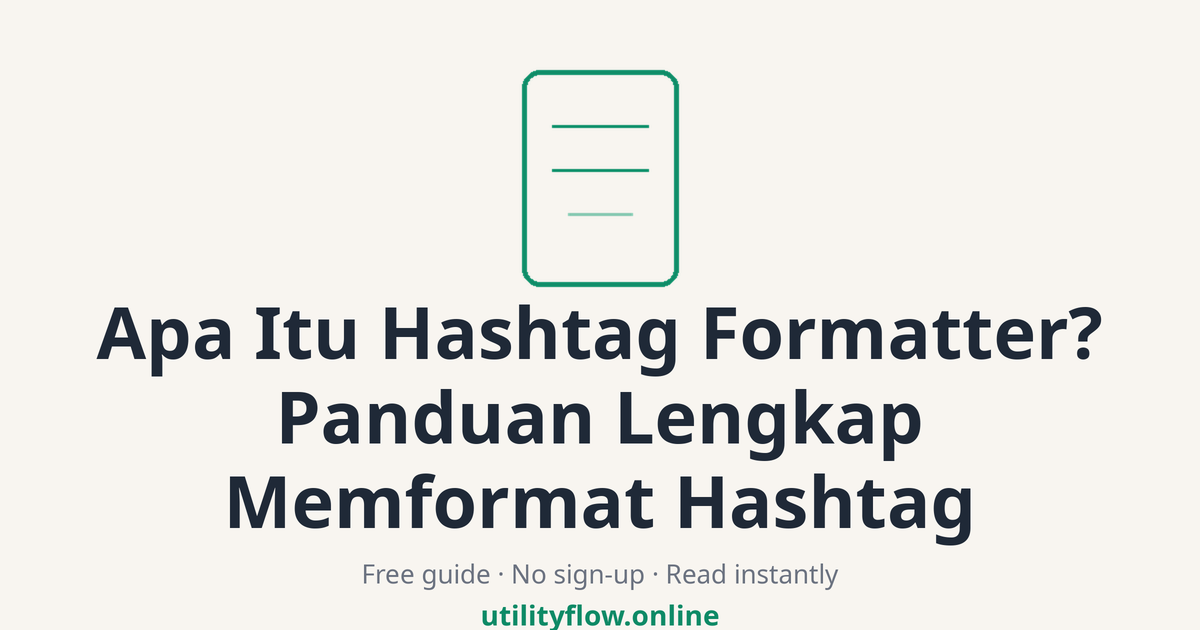 Apa Itu Hashtag Formatter?
Panduan Lengkap
Memformat Hashtag
Free guide · No sign-up · Read instantly
utilityflow.online